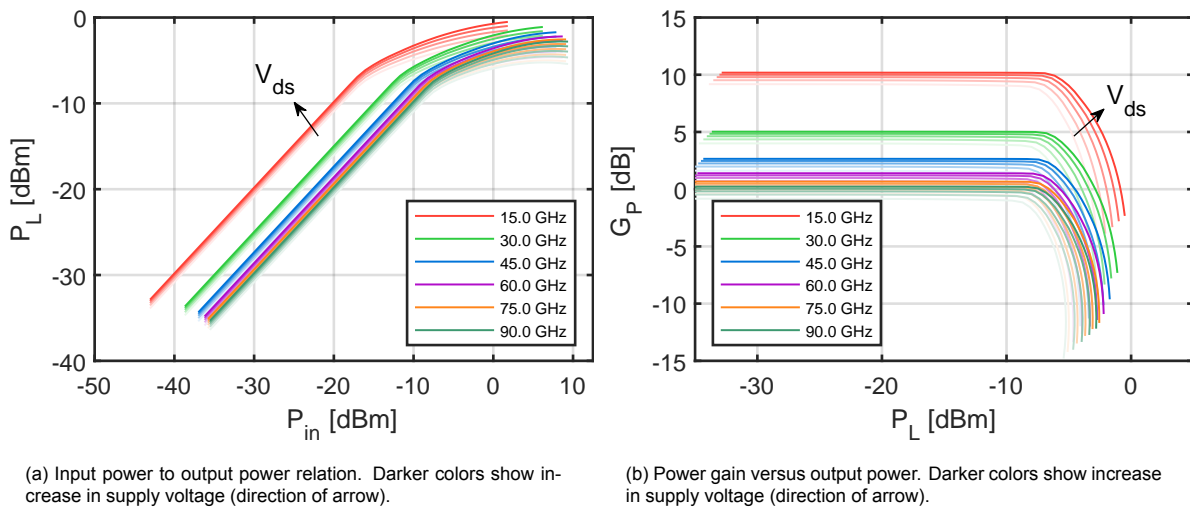 0
-10
-20
-30
-40
P_L [dBm]
V_ds
15.0 GHz
30.0 GHz
45.0 GHz
60.0 GHz
75.0 GHz
90.0 GHz
-50 -40 -30 -20 -10 0 10
P_in [dBm]
15
10
5
0
-5
-10
-15
G_P [dB]
V_ds
15.0 GHz
30.0 GHz
45.0 GHz
60.0 GHz
75.0 GHz
90.0 GHz
-30 -20 -10 0
P_L [dBm]
(a) Input power to output power relation. Darker colors show in-
crease in supply voltage (direction of arrow).
(b) Power gain versus output power. Darker colors show increase
in supply voltage (direction of arrow).